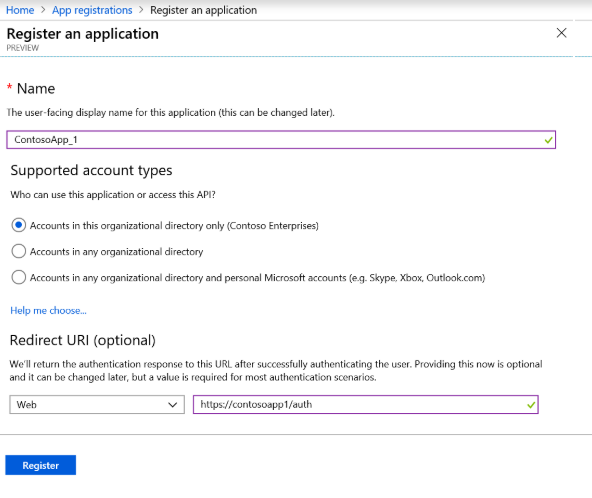 Home > App registrations > Register an application
Register an application
PREVIEW
* Name
The user-facing display name for this application (this can be changed later).
ContosoApp_1
Supported account types
Who can use this application or access this API?
Accounts in this organizational directory only (Contoso Enterprises)
Accounts in any organizational directory
Accounts in any organizational directory and personal Microsoft accounts (e.g. Skype, Xbox, Outlook.com)
Help me choose...
Redirect URI (optional)
We'll return the authentication response to this URL after successfully authenticating the user. Providing this now is optional
and it can be changed later, but a value is required for most authentication scenarios.
Web https://contosoapp1/auth
Register